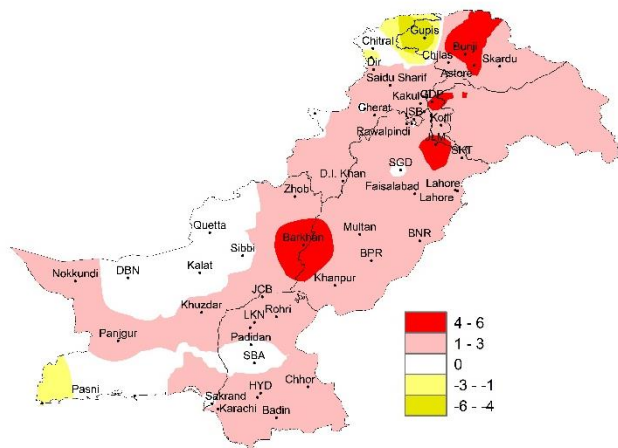 Gupis
Chitral
Bunji
Chilas
Dir
Skardu
Astore
Saidu Sharif
Kakul
GDP
Gherat
ISB
Kotli
Rawalpindi
JLM
SKT
SGD
D.I. Khan
Zhob
Faisalabad
Lahore
Lahore
Quetta
Multan
BNR
Barkhan
Sibbi
BPR
Nokkundi
DBN
Kalat
Khanpur
JCB
Khuzdar
LKN
Rohri
Panjgur
Padidan
SBA
Pasni
HYD
Chhor
Sakrand
Karachi
Badin
4 - 6
1 - 3
0
-3 - -1
-6 - -4